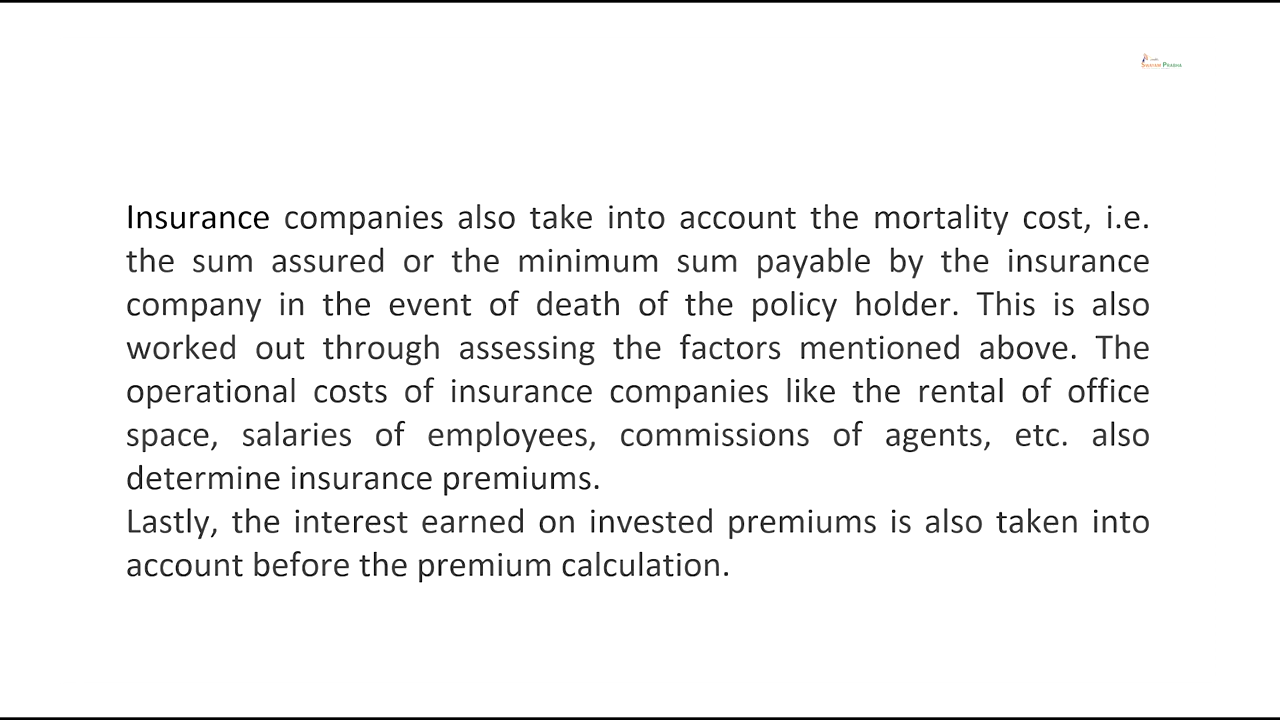 Swayam Prabha
Insurance companies also take into account the mortality cost, i.e.
the sum assured or the minimum sum payable by the insurance
company in the event of death of the policy holder. This is also
worked out through assessing the factors mentioned above. The
operational costs of insurance companies like the rental of office
space, salaries of employees, commissions of agents, etc. also
determine insurance premiums.
Lastly, the interest earned on invested premiums is also taken into
account before the premium calculation.